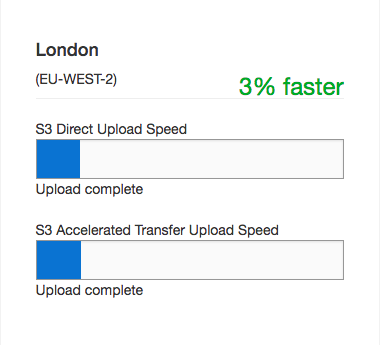 London
(EU-WEST-2)
3% faster
S3 Direct Upload Speed
Upload complete
S3 Accelerated Transfer Upload Speed
Upload complete